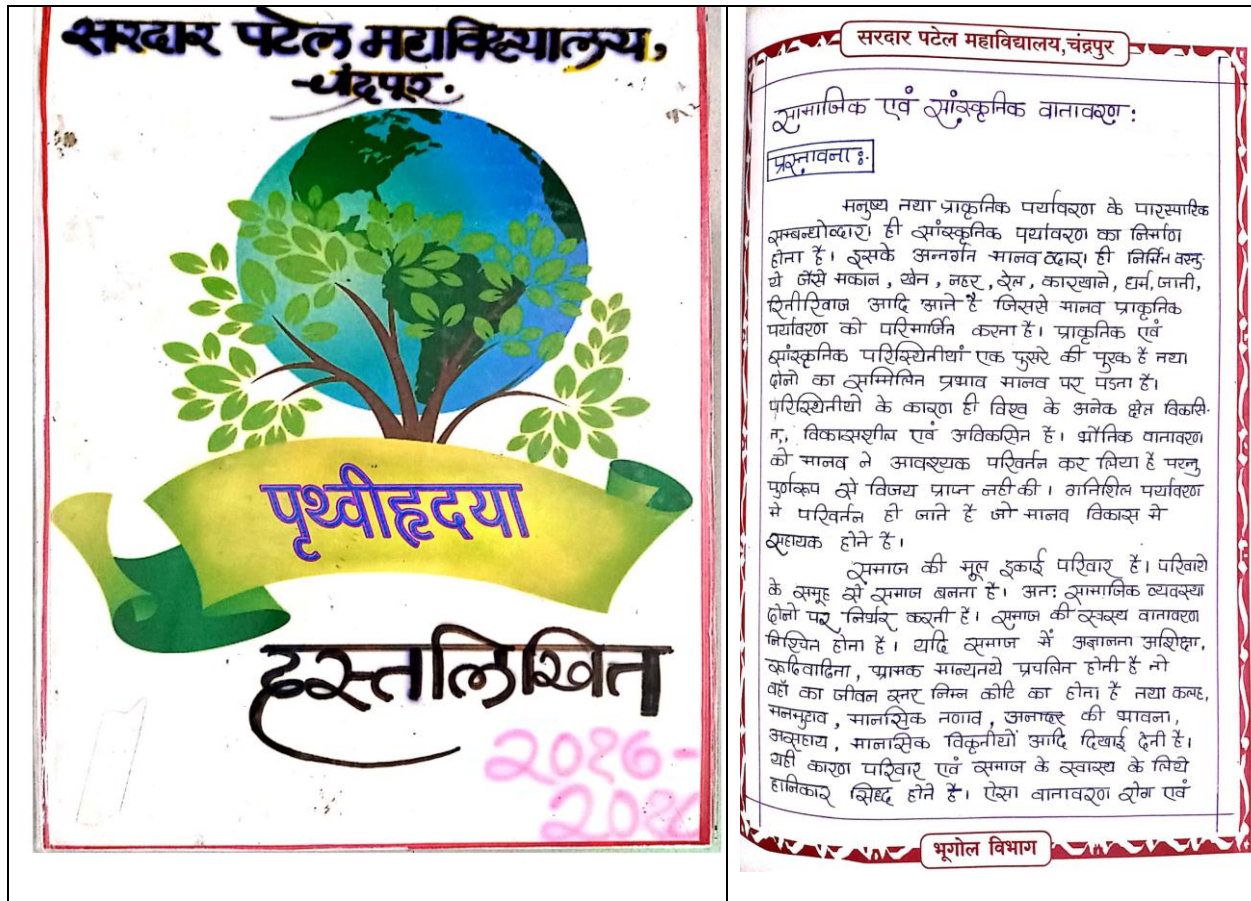 सरदार पटेल महाविद्यालय,
चंद्रपूर.
पृथ्वीहृदया
हस्तलिखित
सरदार पटेल महाविद्यालय,चंद्रपुर
सामाजिक एवं सांस्कृतिक वातावरण :
प्रस्तावना :-
मनुष्य तथा प्राकृतिक पर्यावरण के पारस्पारिक
सम्बन्धोव्दारा ही सांस्कृतिक पर्यावरण का निर्माण
होता है। इसके अन्तर्गत मानव व्दारा ही निर्मित वस्तु-
ये जैसे मकान, खेत, नहर, रेल, कारखाने, धर्म, जाती,
रितीरिवाज आदि आते है जिससे मानव प्राकृतिक
पर्यावरण को परिमार्जित करता है। प्राकृतिक एवं
सांस्कृतिक परिस्थितीयां एक दुसरे की पूरक है तथा
दोनो का सम्मिलित प्रभाव मानव पर पडता है।
परिस्थितीयो के कारण ही विश्व के अनेक क्षेत्र विकसि-
त, विकासशील एवं अविकसित है। भौतिक वातावरण
को मानव ने आवश्यक परिवर्तन कर लिया है परन्तु
पुर्णरूप से विजय प्राप्त नही की। गतिशिल पर्यावरण
मे परिवर्तन हो जाते है जो मानव विकास मे
सहायक होते है।
समाज की मूल इकाई परिवार है। परिवारो
के समूह से समाज बनता है। अतः सामाजिक व्यवस्था
दोनो पर निर्भर करती है। समाज की स्वस्थ वातावरण
निश्चित होता है। यदि समाज में अज्ञानता अशिक्षा,
रूढिवादिता, भ्रामक मान्यतये प्रचलित होती है तो
वहाँ का जीवन स्तर निम्न कोटि का होता है तथा कलह,
मनमुटाव, मानसिक तणाव, अनादर की भावना,
असहाय, मानसिक विकृतीयों आदि दिखाई देती है।
यही कारण परिवार एवं समाज के स्वास्थ के लिये
हानिकार सिध्द होते है। ऐसा वातावरण रोग एवं
भूगोल विभाग